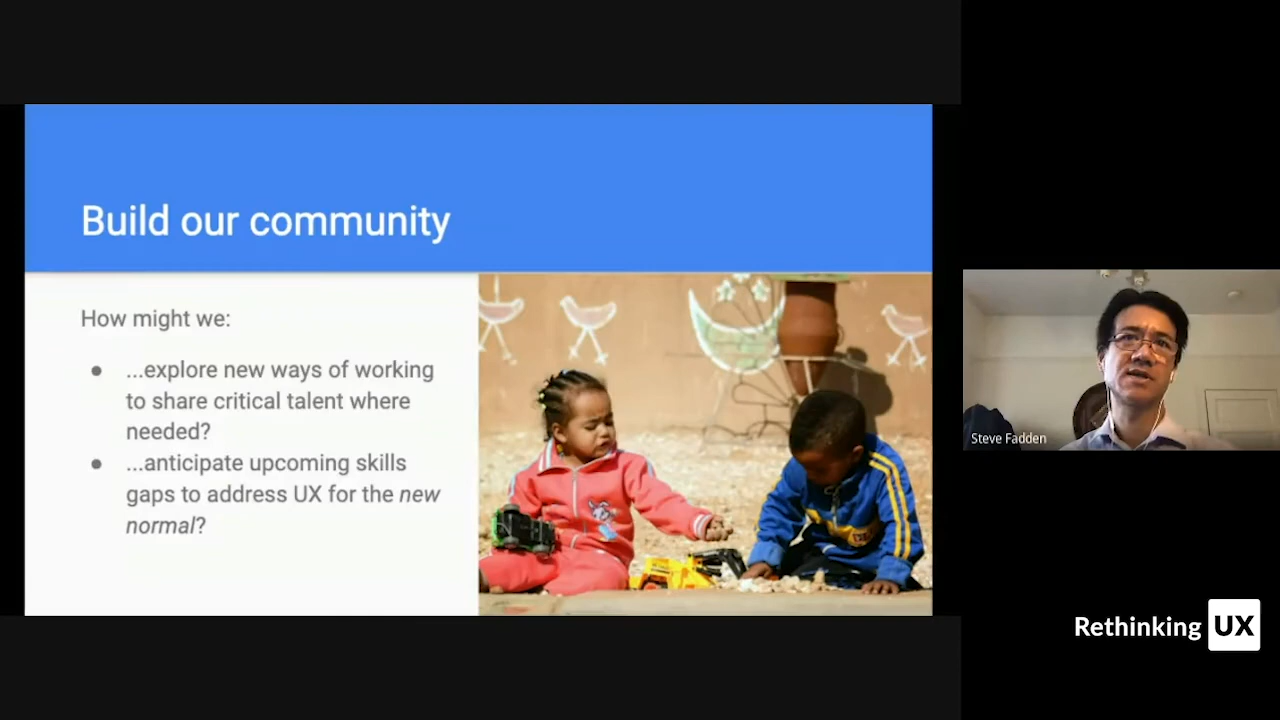 Build our community
How might we:
● ...explore new ways of working
to share critical talent where
needed?
● ...anticipate upcoming skills
gaps to address UX for the new
normal?
Steve Fadden
Rethinking UX